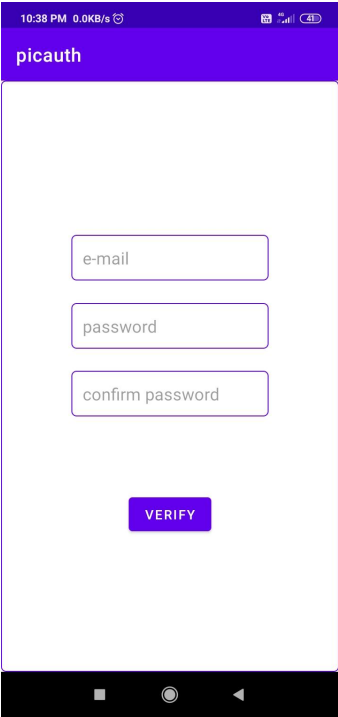 10:38 PM 0.0KB/s
41
picauth
e-mail
password
confirm password
VERIFY